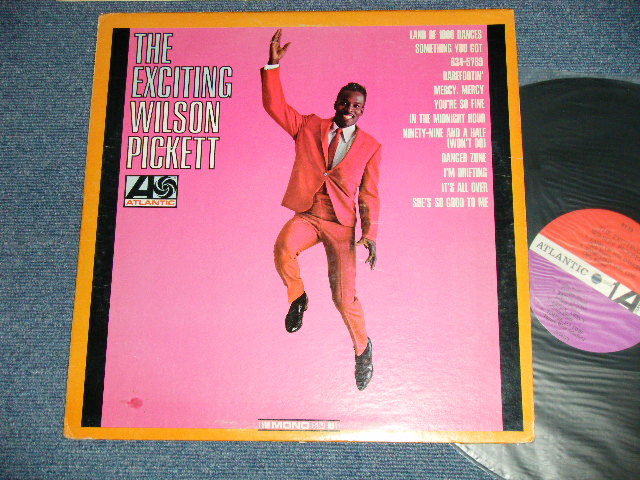 THE
EXCITING
WILSON
PICKETT
ATLANTIC
LAND OF 1000 DANCES
SOMETHING YOU GOT
634-5789
BAREFOOTIN'
MERCY, MERCY
YOU'RE SO FINE
IN THE MIDNIGHT HOUR
NINETY-NINE AND A HALF
(WON'T DO)
DANGER ZONE
I'M DRIFTING
IT'S ALL OVER
SHE'S SO GOOD TO ME
MONO
ATLANTIC